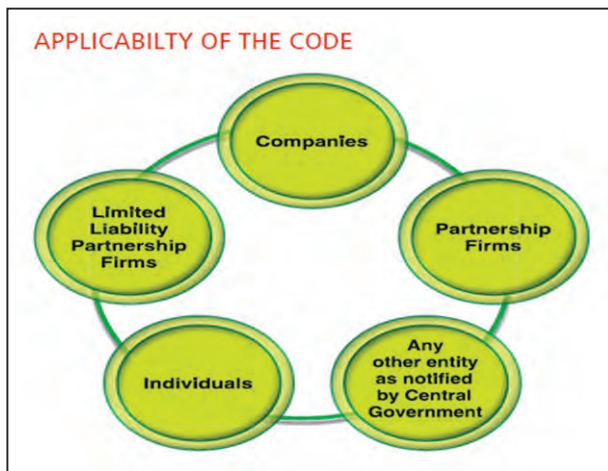 APPLICABILTY OF THE CODE
Companies
Partnership
Firms
Any
other entity
as notified
by Central
Government
Individuals
Limited
Liability
Partnership
Firms